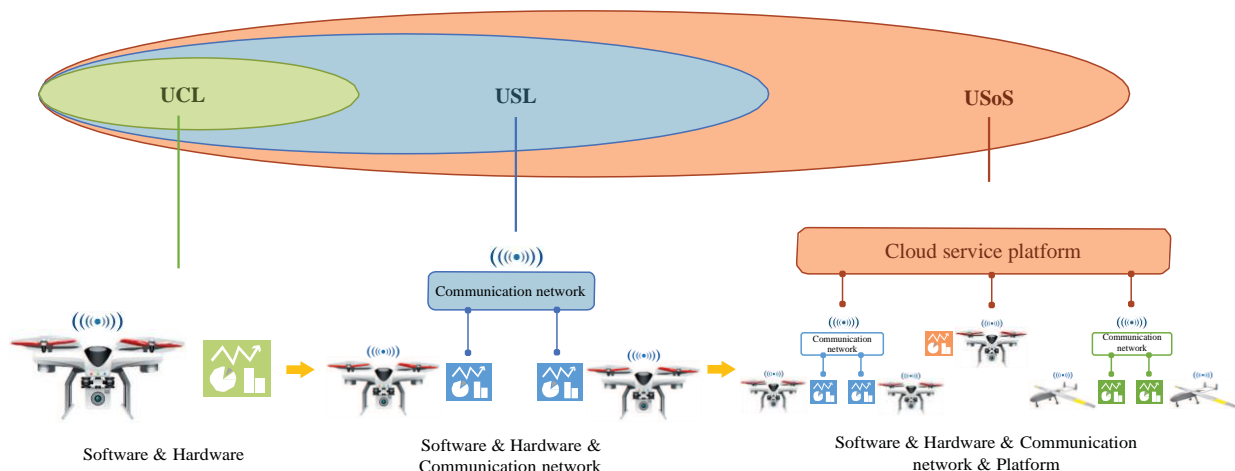 UCL
USL
USoS
Cloud service platform
Communication network
Communication
network
Communication
network
Software & Hardware
Software & Hardware &
Communication network
Software & Hardware & Communication
network & Platform